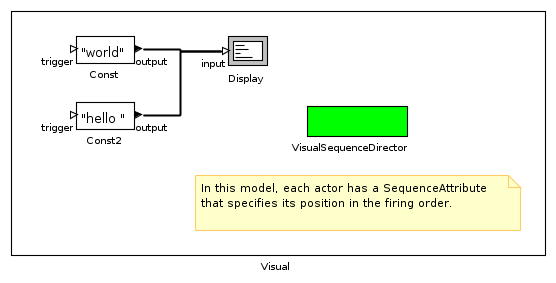 "world"
trigger
output
Const
input
Display
"hello "
trigger
output
Const2
VisualSequenceDirector
In this model, each actor has a SequenceAttribute
that specifies its position in the firing order.
Visual